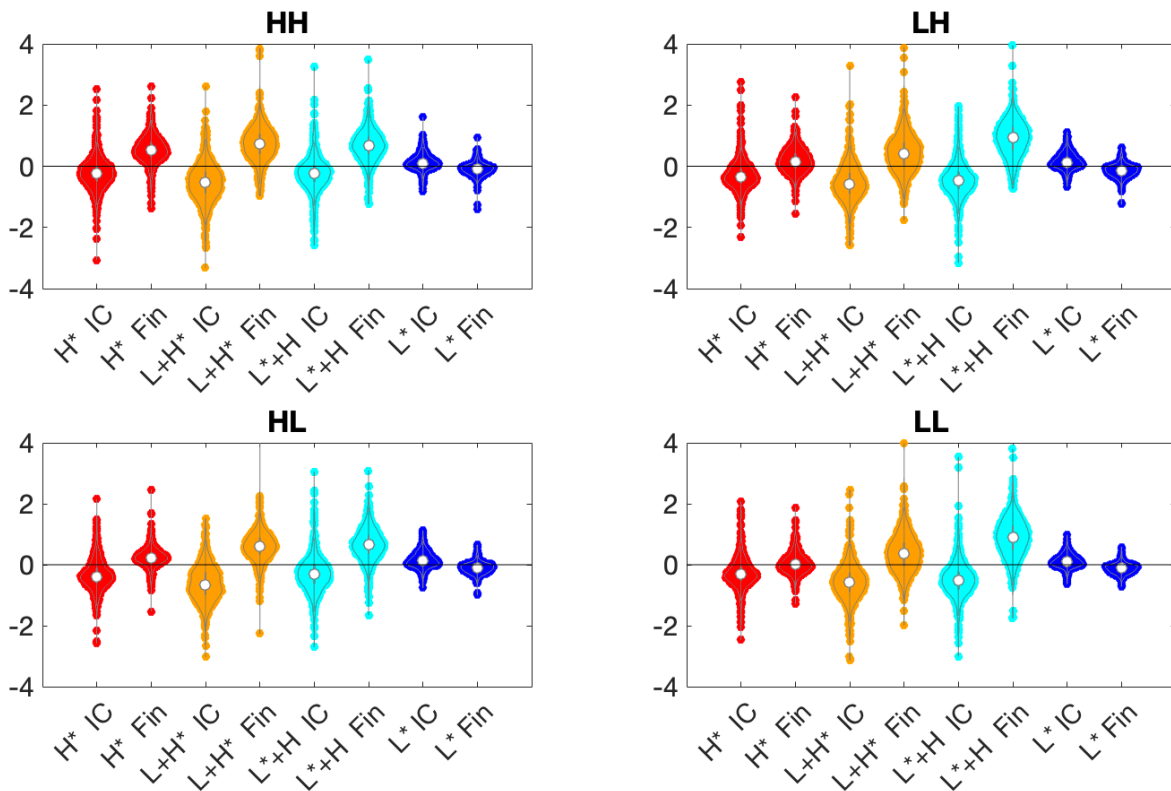 HH
4
2
0
-2
-4
H* IC
H* Fin
L+H* IC
L+H* Fin
L*+H IC
L*+H Fin
L* IC
L* Fin
LH
4
2
0
-2
-4
H* IC
H* Fin
L+H* IC
L+H* Fin
L*+H IC
L*+H Fin
L* IC
L* Fin
HL
4
2
0
-2
-4
H* IC
H* Fin
L+H* IC
L+H* Fin
L*+H IC
L*+H Fin
L* IC
L* Fin
LL
4
2
0
-2
-4
H* IC
H* Fin
L+H* IC
L+H* Fin
L*+H IC
L*+H Fin
L* IC
L* Fin